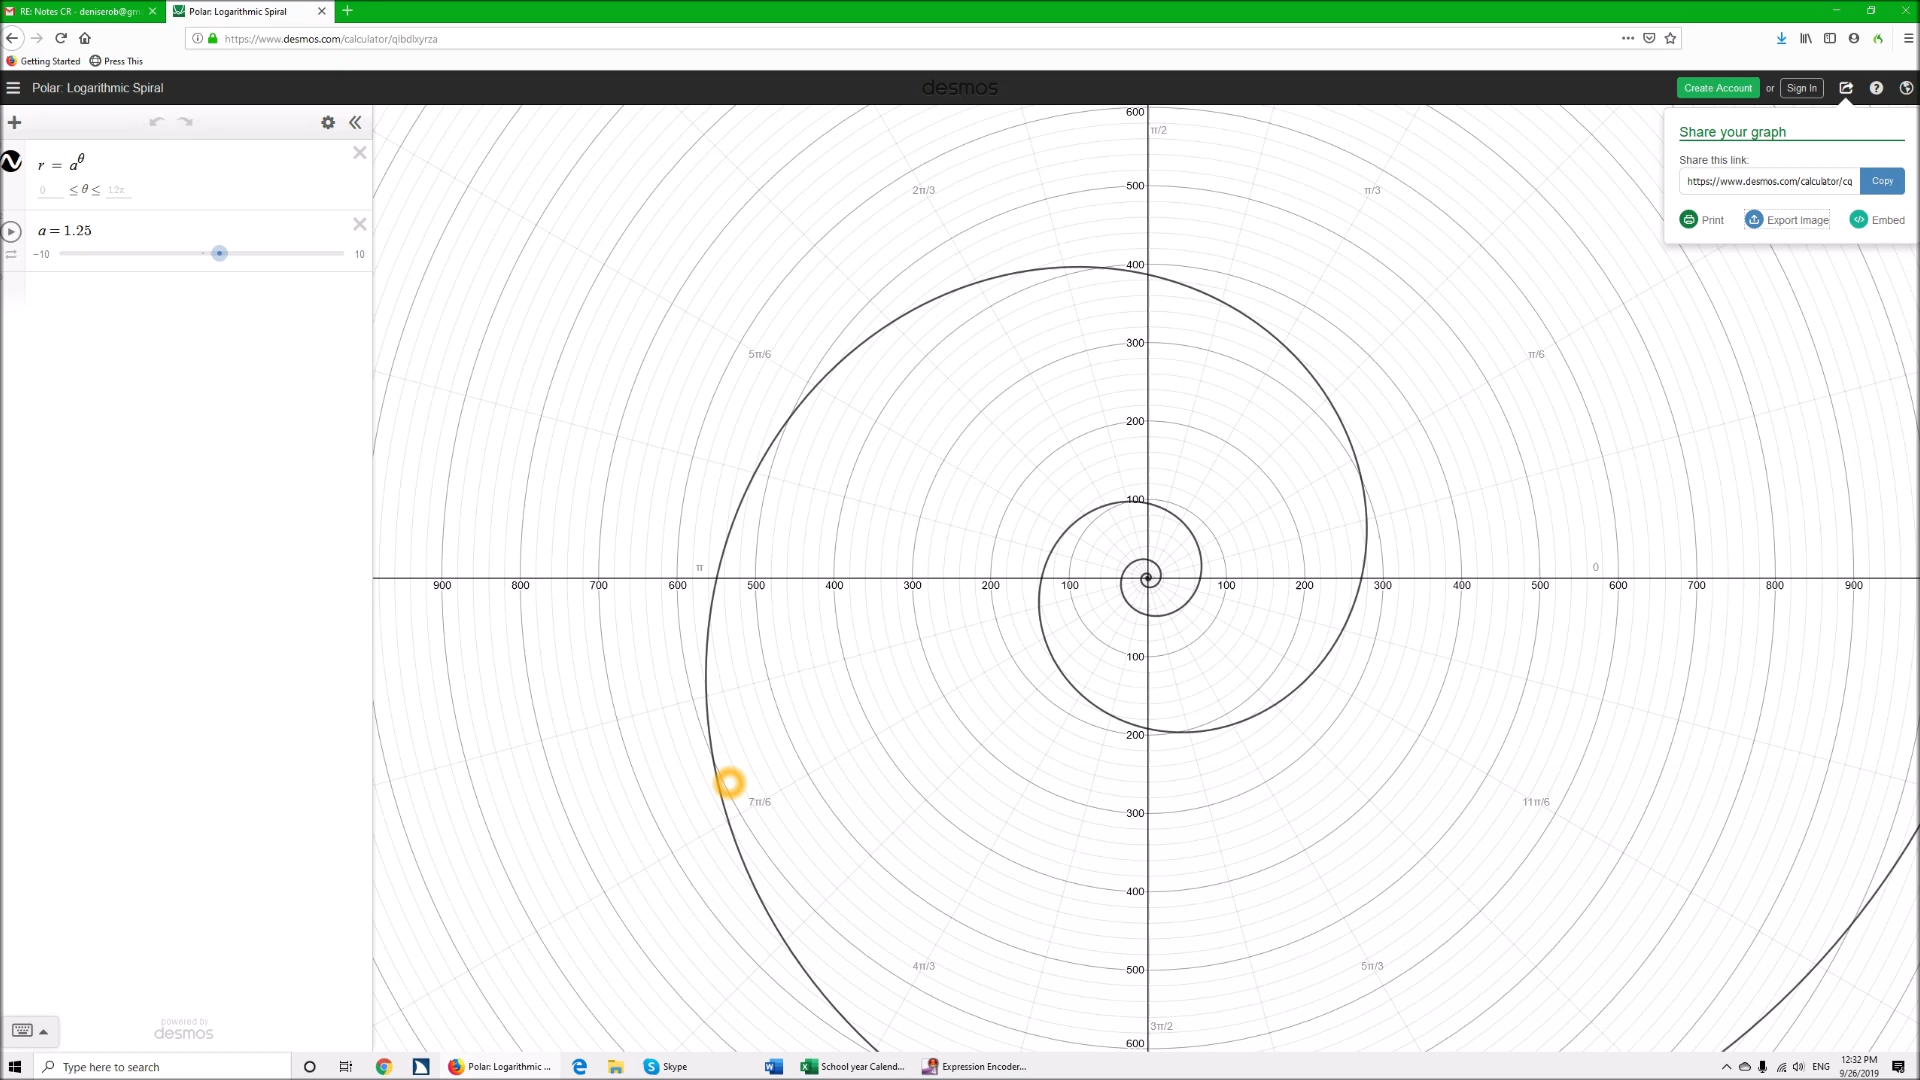 RE: Notes CR - deniserob@gm
Polar: Logarithmic Spiral
https://www.desmos.com/calculator/qlbdlxyrza
Getting Started
Press This
Polar: Logarithmic Spiral
desmos
Create Account or Sign In
Share your graph
Share this link:
https://www.desmos.com/calculator/cq Copy
Print Export Image Embed
r = a^θ
0 ≤ θ ≤
a = 1.25
-10 10
600
π/2
500
2π/3 π/3
400
5π/6 π/6
300
200
100
π 0
900 800 700 600 500 400 300 200 100 100 200 300 400 500 600 700 800 900
100
200
7π/6 11π/6
300
400
4π/3 5π/3
500
3π/2
600
powered by
desmos
Type here to search
Polar: Logarithmic ...
Skype
School year Calend...
Expression Encoder...
ENG
12:32 PM
9/26/2019